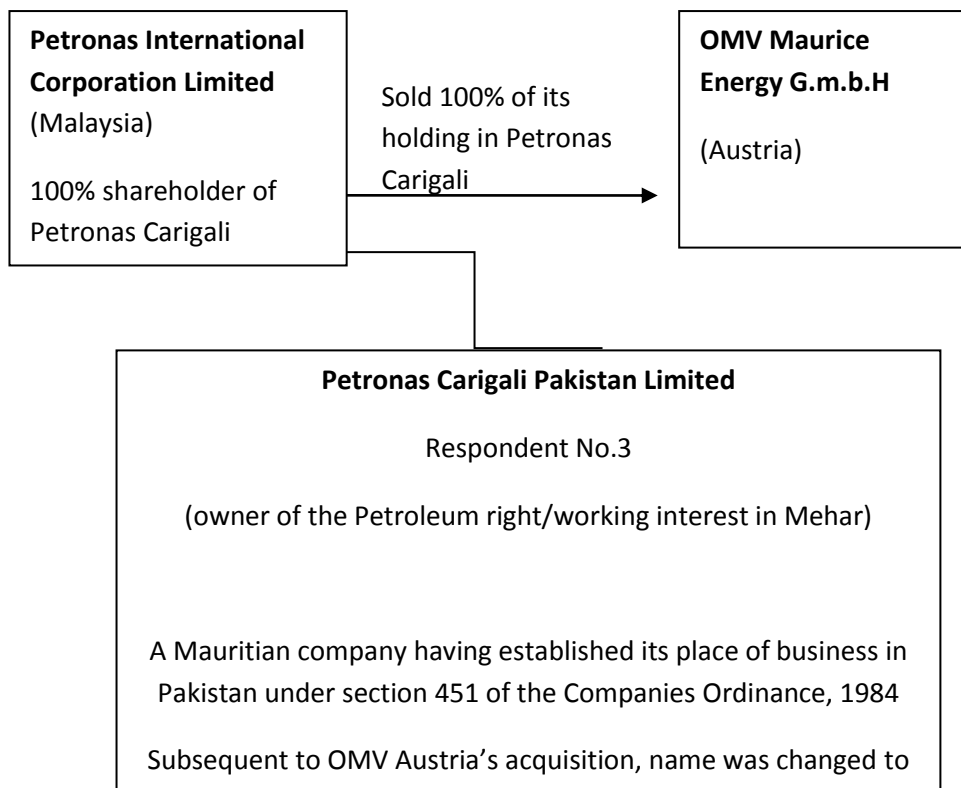 Petronas International
Corporation Limited
(Malaysia)
100% shareholder of
Petronas Carigali
Sold 100% of its
holding in Petronas
Carigali
OMV Maurice
Energy G.m.b.H
(Austria)
Petronas Carigali Pakistan Limited
Respondent No.3
(owner of the Petroleum right/working interest in Mehar)
A Mauritian company having established its place of business in
Pakistan under section 451 of the Companies Ordinance, 1984
Subsequent to OMV Austria’s acquisition, name was changed to